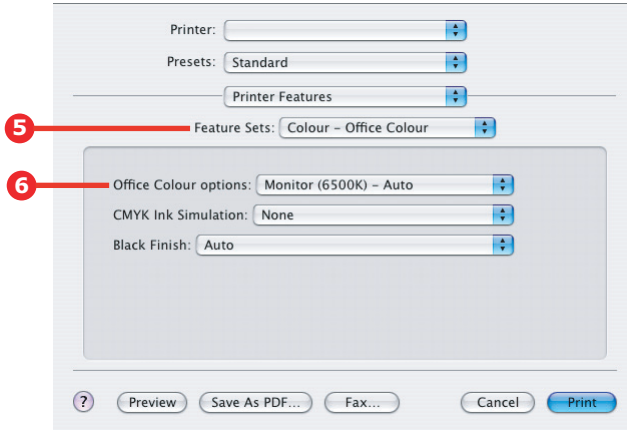 Printer:
Presets: Standard
Printer Features
5 Feature Sets: Colour – Office Colour
6 Office Colour options: Monitor (6500K) – Auto
CMYK Ink Simulation: None
Black Finish: Auto
? Preview Save As PDF... Fax... Cancel Print